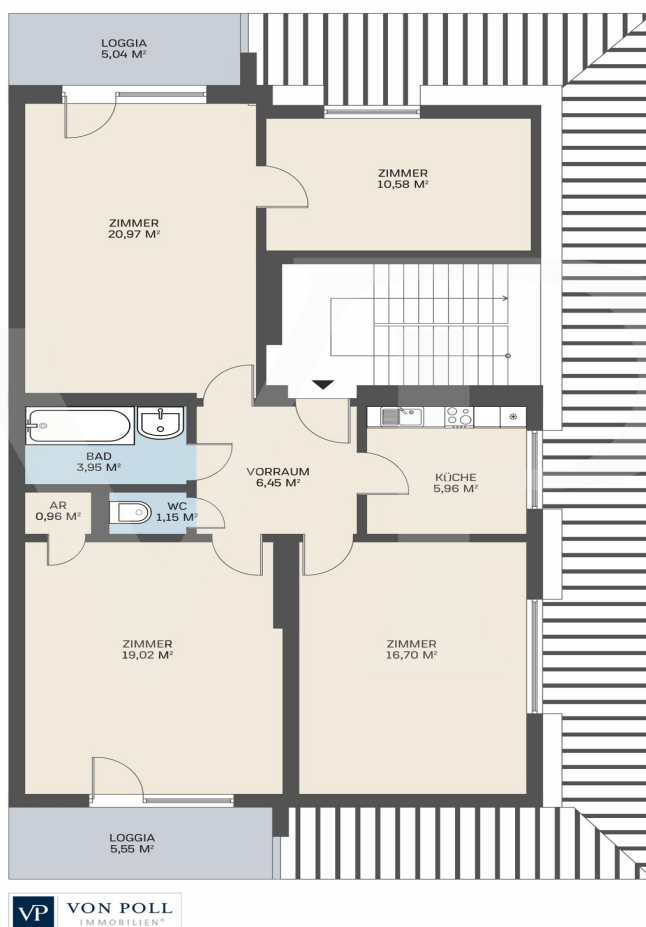 LOGGIA
5,04 M²
ZIMMER
10,58 M²
ZIMMER
20,97 M²
BAD
3,95 M²
VORRAUM
6,45 M²
KÜCHE
5,96 M²
AR
0,96 M²
WC
1,15 M²
ZIMMER
19,02 M²
ZIMMER
16,70 M²
LOGGIA
5,55 M²
VP VON POLL
IMMOBILIEN®